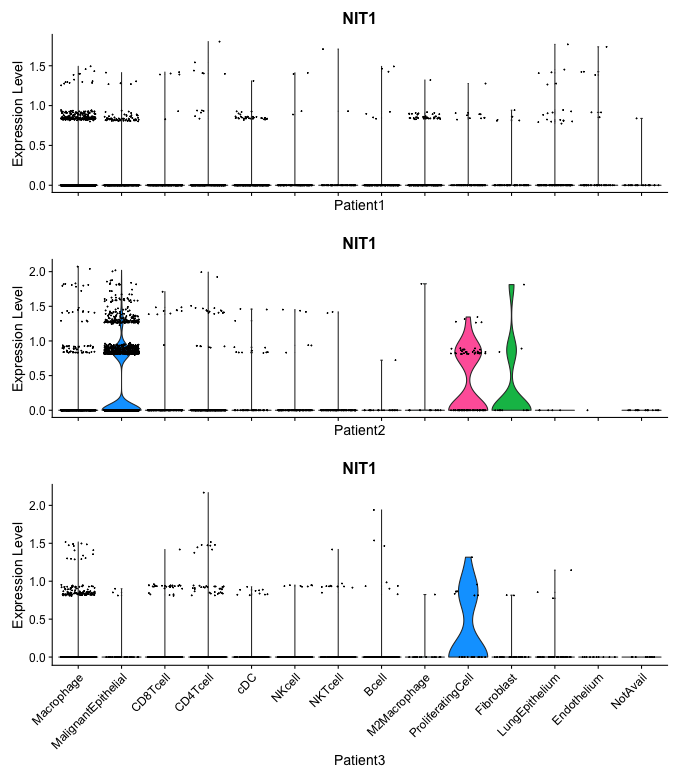 NIT1
Expression Level
1.5
1.0
0.5
0.0
Patient1
NIT1
Expression Level
2.0
1.5
1.0
0.5
0.0
Patient2
NIT1
Expression Level
2.0
1.5
1.0
0.5
0.0
Macrophage
MalignantEpithelial
CD8Tcell
CD4Tcell
cDC
NKcell
NKTcell
Bcell
M2Macrophage
ProliferatingCell
Fibroblast
LungEpithelium
Endothelium
NotAvail
Patient3